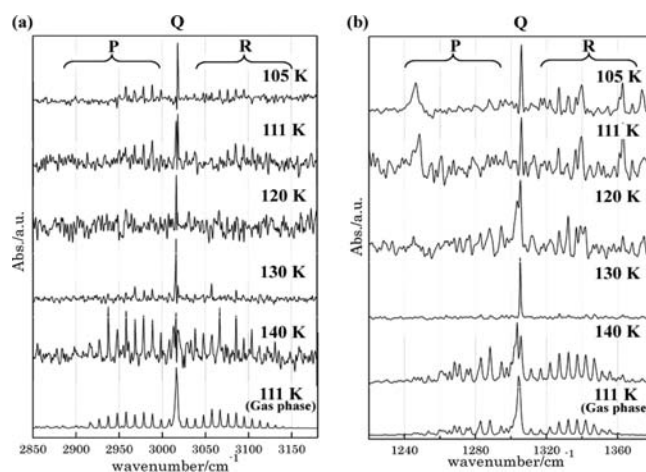 (a)
Q
P
R
105 K
111 K
120 K
130 K
140 K
111 K
(Gas phase)
Abs./a.u.
2850 2900 2950 3000 3050 3100 3150
wavenumber/cm-1
(b)
Q
P
R
105 K
111 K
120 K
130 K
140 K
111 K
(Gas phase)
Abs./a.u.
1240 1280 1320 1360
wavenumber/cm-1